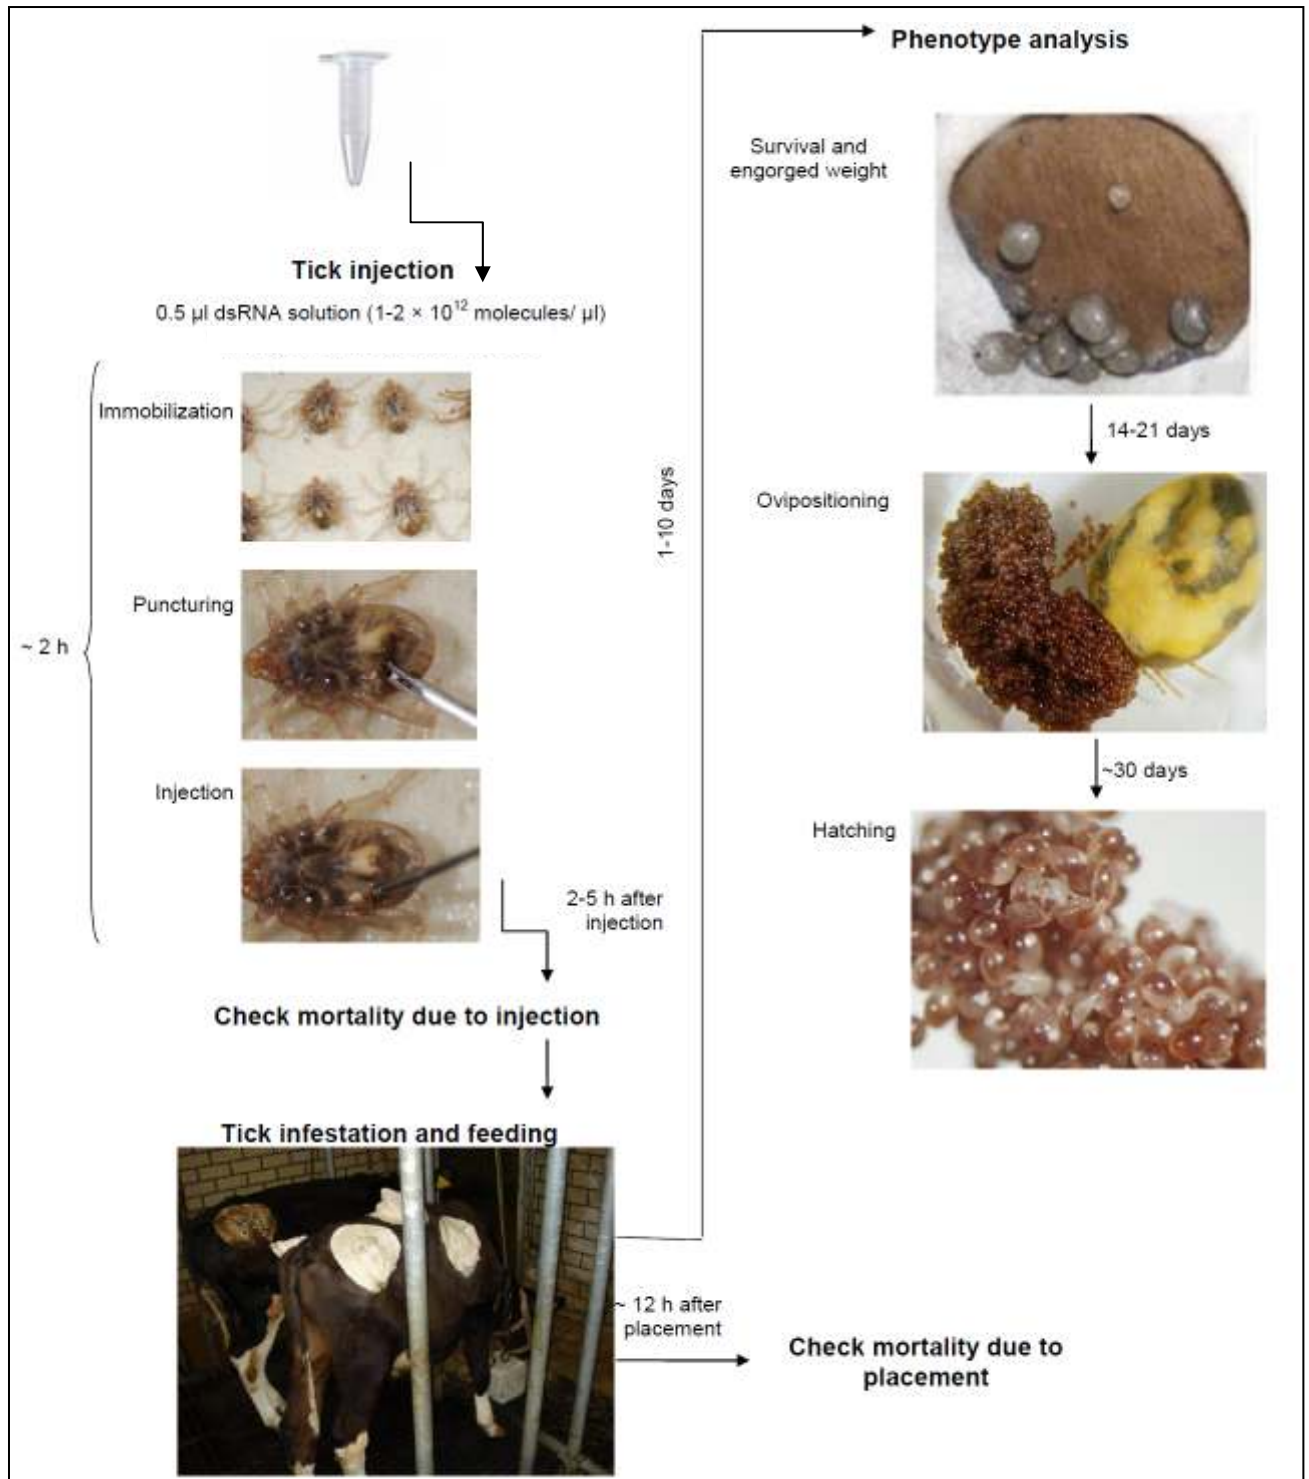 Tick injection
0.5 µl dsRNA solution (1-2 × 10¹² molecules/ µl)
~ 2 h
Immobilization
Puncturing
Injection
2-5 h after
injection
Check mortality due to injection
Tick infestation and feeding
~ 12 h after
placement
Check mortality due to
placement
1-10 days
Phenotype analysis
Survival and
engorged weight
14-21 days
Ovipositioning
~30 days
Hatching